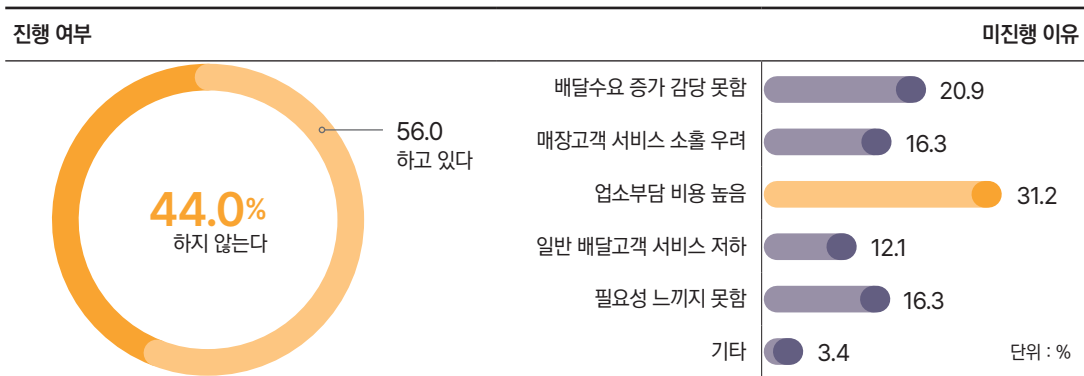 진행 여부
미진행 이유
56.0
하고 있다
44.0%
하지 않는다
배달수요 증가 감당 못함 20.9
매장고객 서비스 소홀 우려 16.3
업소부담 비용 높음 31.2
일반 배달고객 서비스 저하 12.1
필요성 느끼지 못함 16.3
기타 3.4
단위 : %